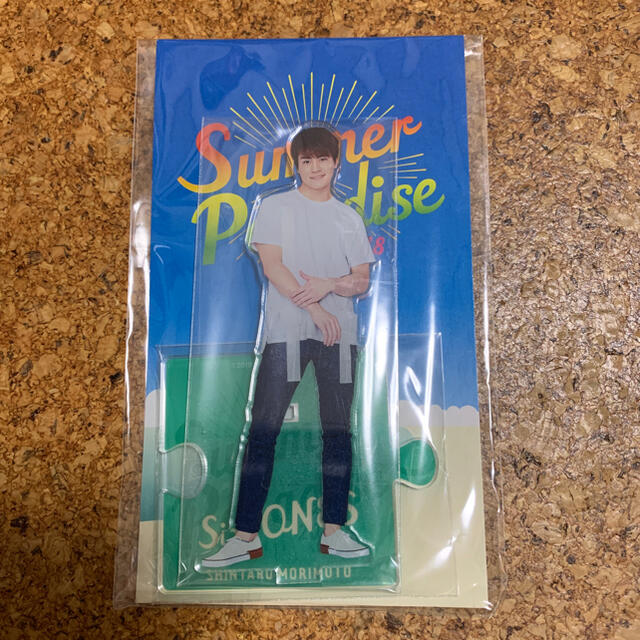 Summer
Paradise
SixTONES
SHINTARO MORIMOTO